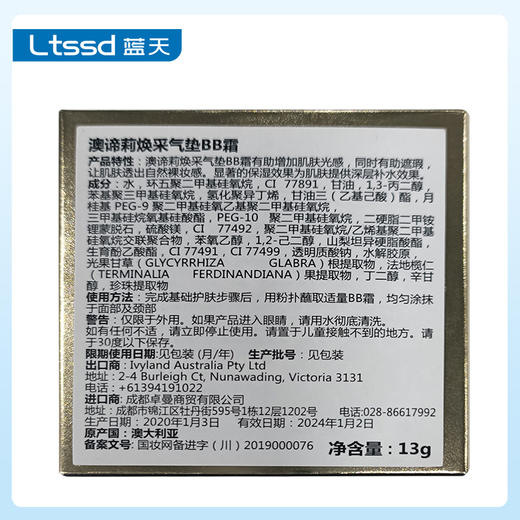 Ltssd 蓝天
澳谛莉焕采气垫BB霜
产品特性：澳谛莉焕采气垫BB霜有助增加肌肤光感，同时有助遮瑕，
让肌肤透出自然裸妆感。显著的保湿效果为肌肤提供深层补水效果。
成分：水，环五聚二甲基硅氧烷，CI 77891，甘油，1,3-丙二醇，
苯基聚三甲基硅氧烷，氢化聚异丁烯，甘油三（乙基己酸）酯，月
桂基 PEG-9 聚二甲基硅氧乙基聚二甲基硅氧烷，
三甲基硅烷氧基硅酸酯，PEG-10 聚二甲基硅氧烷，二硬脂二甲铵
锂蒙脱石，硫酸镁，CI 77492，聚二甲基硅氧烷/乙烯基聚二甲基
硅氧烷交联聚合物，苯氧乙醇，1,2-己二醇，山梨坦异硬脂酸酯，
生育酚乙酸酯，CI 77491，CI 77499，透明质酸钠，水解胶原，
光果甘草（GLYCYRRHIZA GLABRA）根提取物，法地榄仁
(TERMINALIA FERDINANDIANA）果提取物，丁二醇，辛甘
醇，珍珠提取物
使用方法：完成基础护肤步骤后，用粉扑蘸取适量BB霜，均匀涂抹
于面部及颈部
警告：仅限于外用。如果产品进入眼睛，请用水彻底清洗。
如有任何不适，请立即停止使用。请置于儿童接触不到的地方。请存
于30度以下保存。
限期使用日期见包装 (月/年) 生产批号：见包装
出口商：Ivyland Australia Pty Ltd
地址：2-4 Burleigh Ct, Nunawading, Victoria 3131
电话：+61394191022
进口商：成都卓曼商贸有限公司
地址：成都市锦江区牡丹街595号1栋12层1202号 电话:028-86617992
生产日期：2020年1月3日 有效日期：2024年1月2日
原产国：澳大利亚
备案文号：国妆网备进字（川）2019000076 净含量：13g